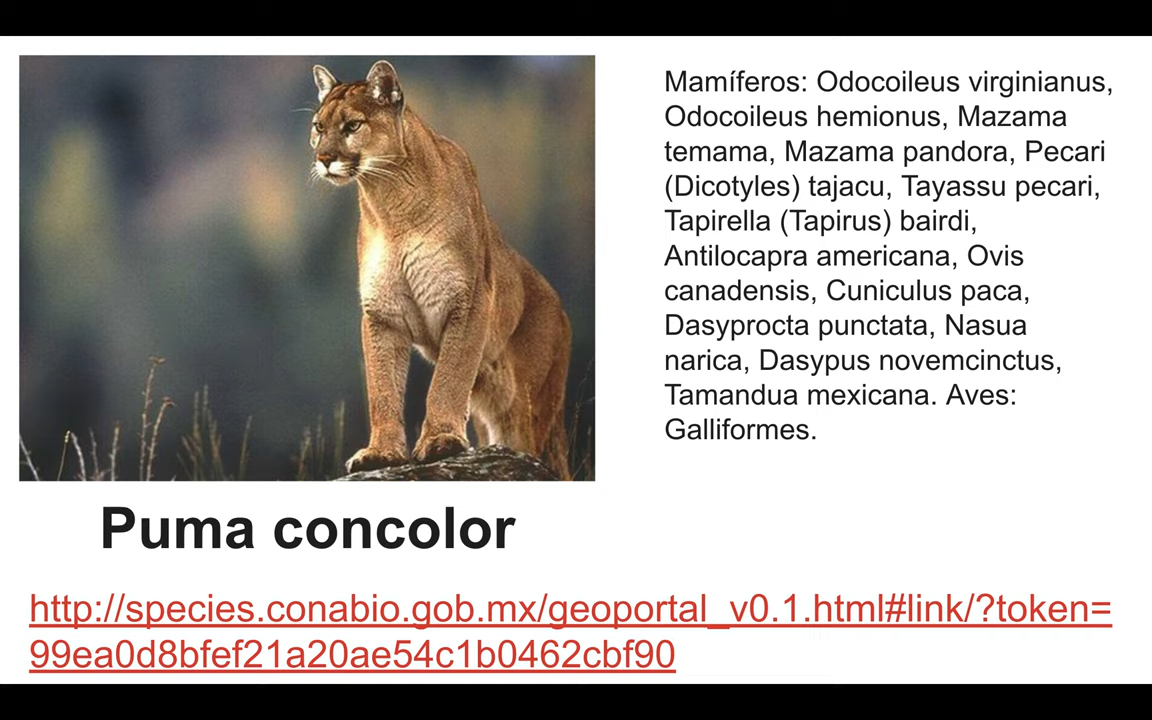 Mamíferos: Odocoileus virginianus,
Odocoileus hemionus, Mazama
temama, Mazama pandora, Pecari
(Dicotyles) tajacu, Tayassu pecari,
Tapirella (Tapirus) bairdi,
Antilocapra americana, Ovis
canadensis, Cuniculus paca,
Dasyprocta punctata, Nasua
narica, Dasypus novemcinctus,
Tamandua mexicana. Aves:
Galliformes.
Puma concolor
http://species.conabio.gob.mx/geoportal_v0.1.html#link/?token=
99ea0d8bfef21a20ae54c1b0462cbf90